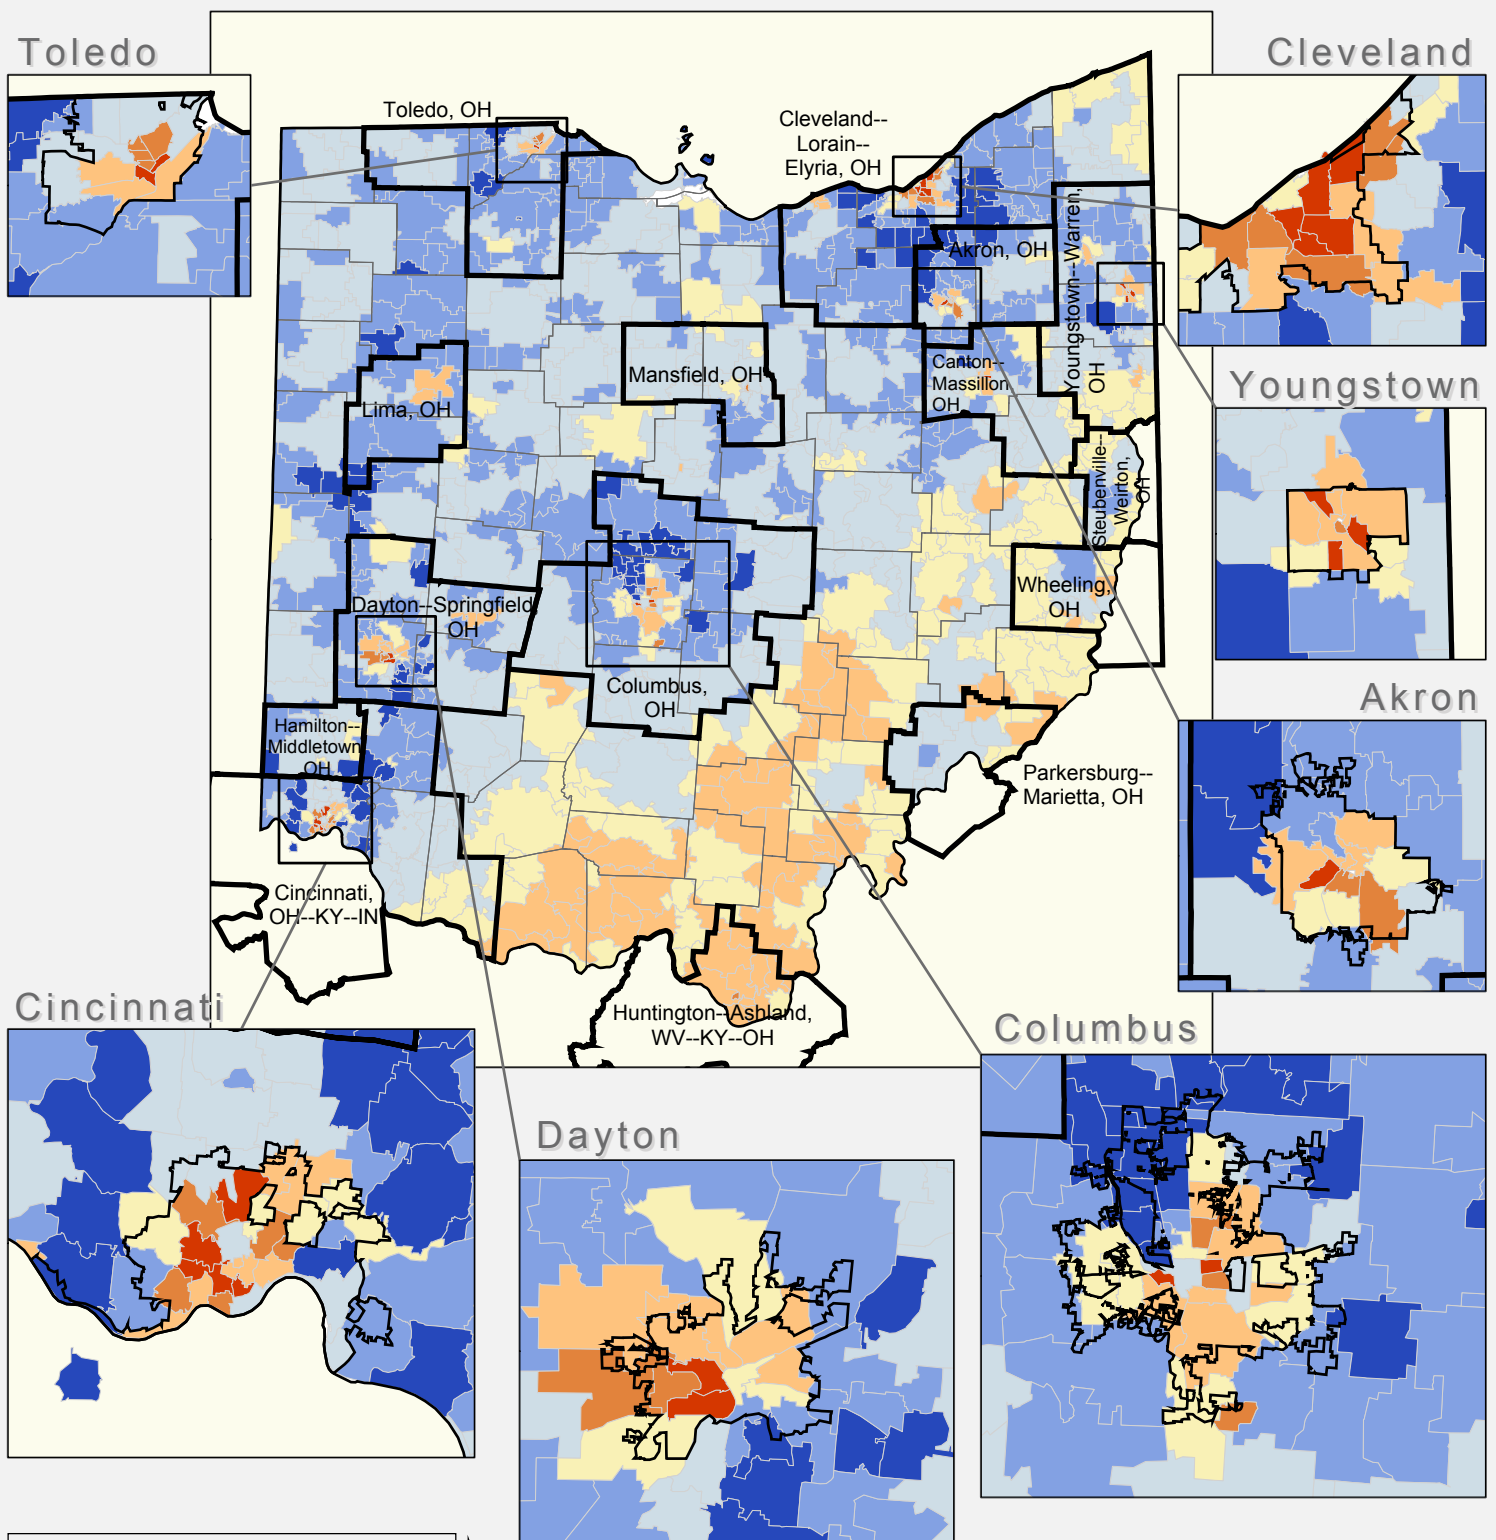 Toledo
Cleveland
Toledo, OH
Cleveland--
Lorain--
Elyria, OH
Akron, OH
Youngstown--Warren,
OH
Youngstown
Mansfield, OH
Canton--
Massillon
OH
Lima, OH
Steubenville--
Weirton,
OH
Wheeling,
OH
Dayton--Springfield,
OH
Columbus,
OH
Akron
Hamilton--
Middletown
OH
Parkersburg--
Marietta, OH
Cincinnati,
OH--KY--IN
Cincinnati
Huntington--Ashland,
WV--KY--OH
Columbus
Dayton